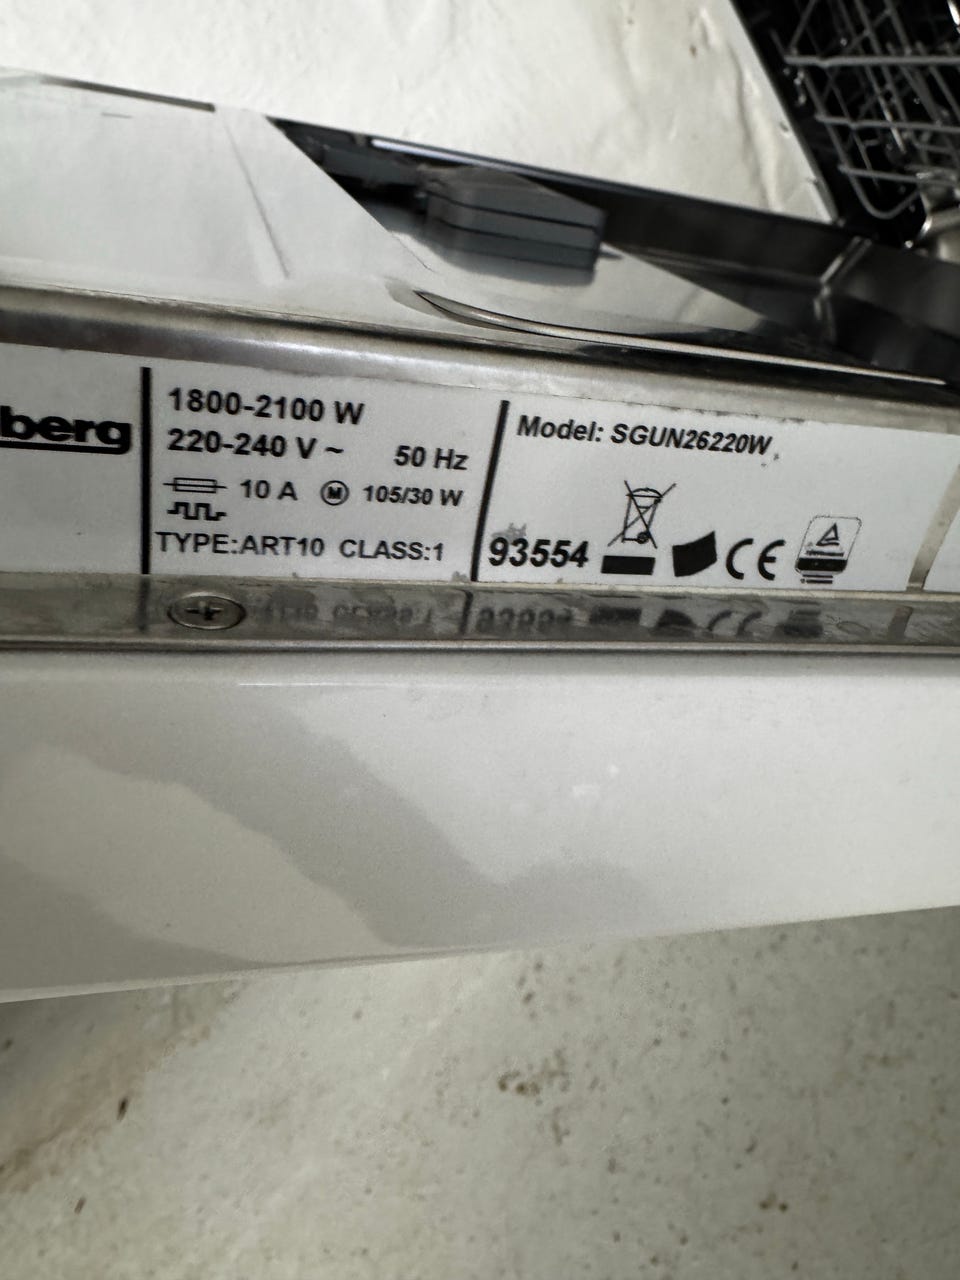 berg
1800-2100 W
220-240 V ~ 50 Hz
10 A M 105/30 W
TYPE:ART10 CLASS:1
Model: SGUN26220W
93554
CE